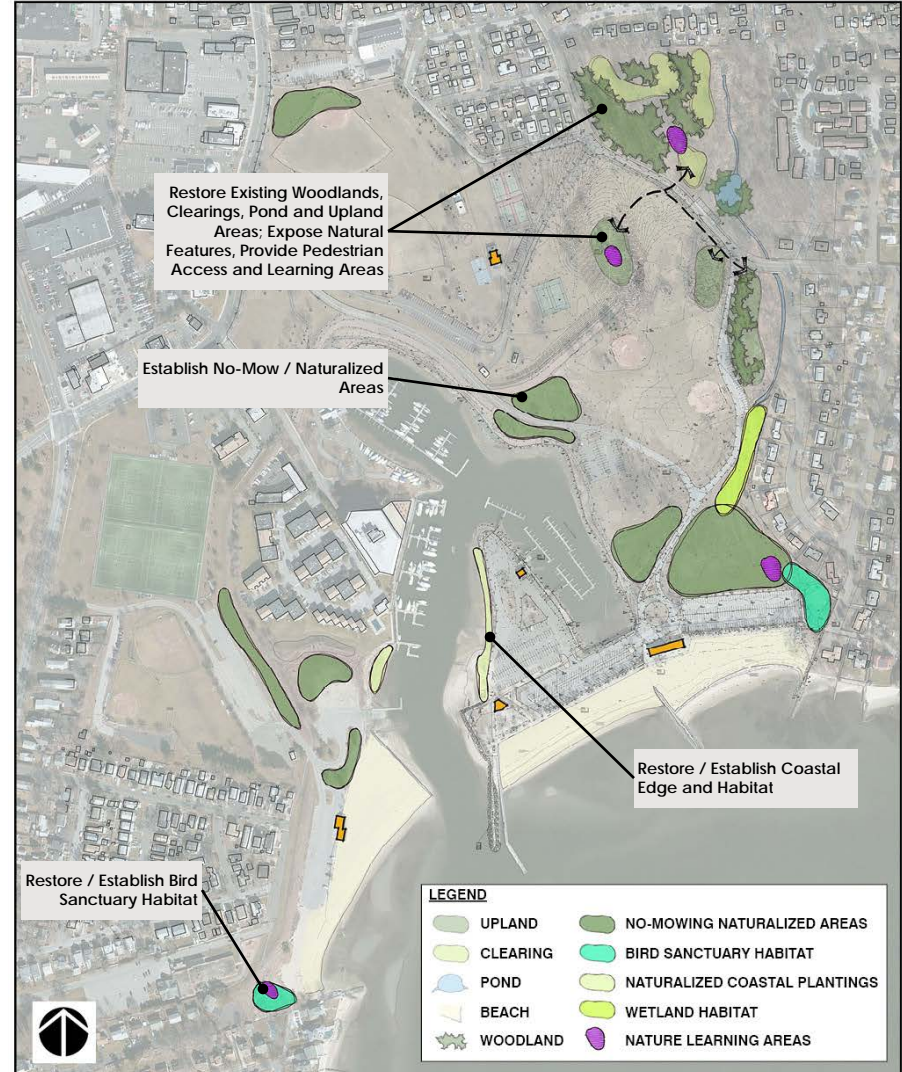 Restore Existing Woodlands,
Clearings, Pond and Upland
Areas; Expose Natural
Features, Provide Pedestrian
Access and Learning Areas
Establish No-Mow / Naturalized
Areas
Restore / Establish Coastal
Edge and Habitat
Restore / Establish Bird
Sanctuary Habitat
LEGEND
UPLAND
CLEARING
POND
BEACH
WOODLAND
NO-MOWING NATURALIZED AREAS
BIRD SANCTUARY HABITAT
NATURALIZED COASTAL PLANTINGS
WETLAND HABITAT
NATURE LEARNING AREAS